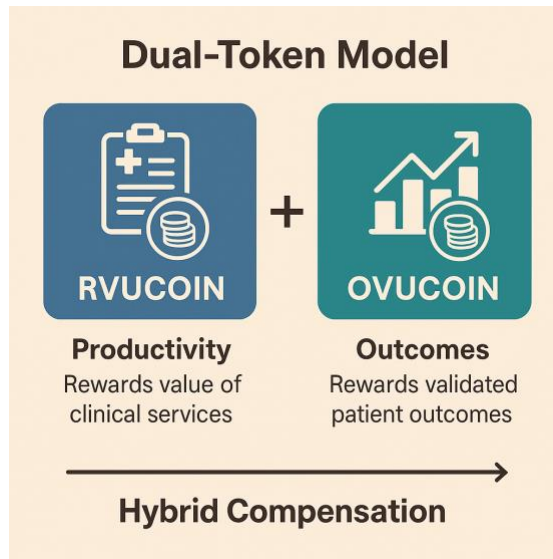 Dual-Token Model
RVUCOIN
+
OVUCOIN
Productivity
Rewards value of
clinical services
Outcomes
Rewards validated
patient outcomes
Hybrid Compensation